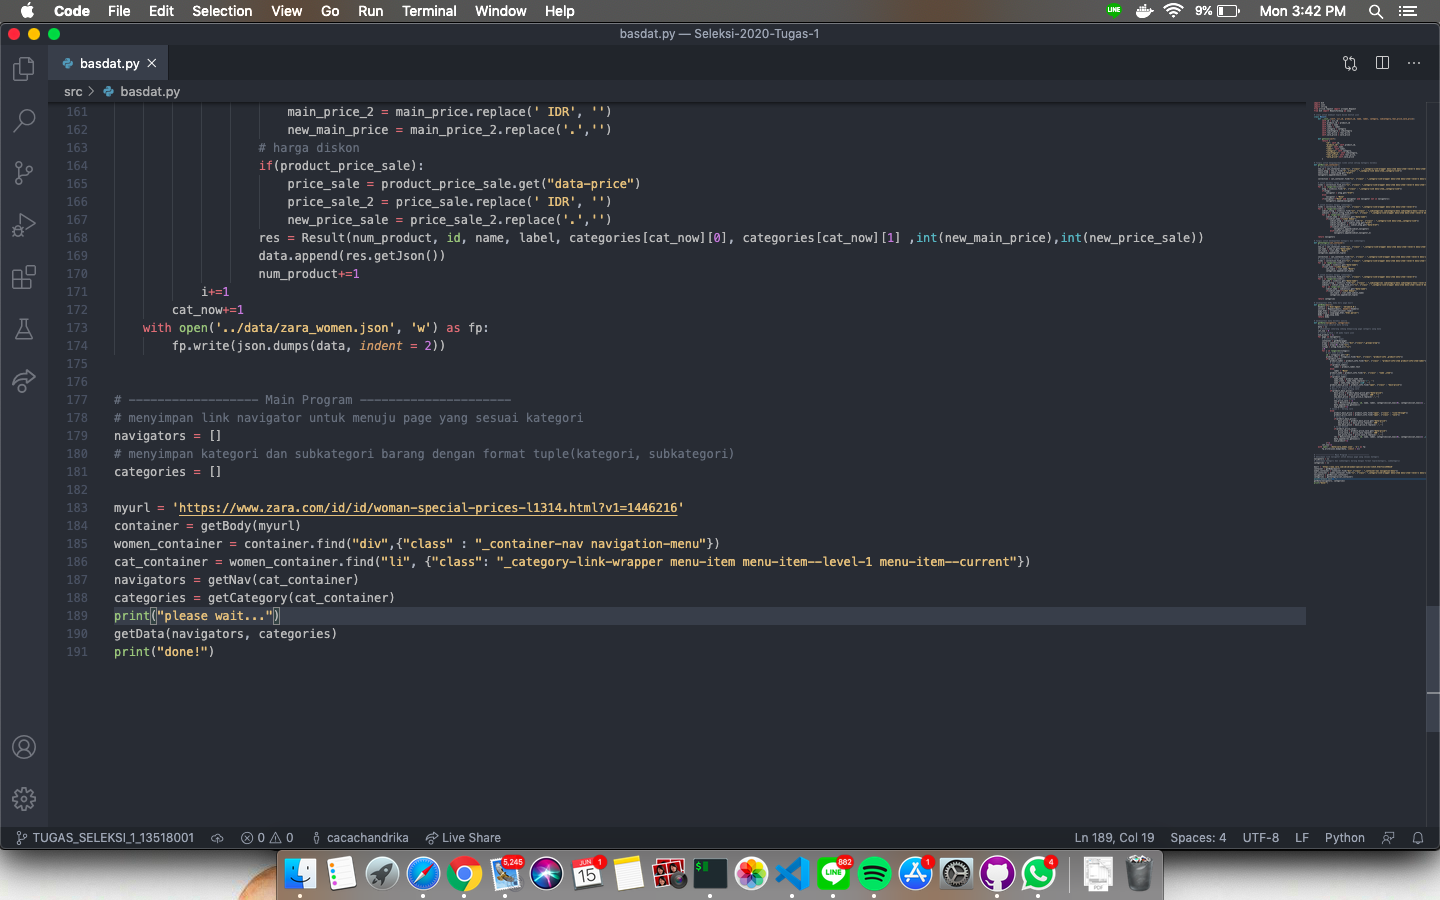 Code File Edit Selection View Go Run Terminal Window Help LINE 9% Mon 3:42 PM
basdat.py — Seleksi-2020-Tugas-1
basdat.py
src > basdat.py
161 main_price_2 = main_price.replace(' IDR', '')
162 new_main_price = main_price_2.replace('.','')
163 # harga diskon
164 if(product_price_sale):
165 price_sale = product_price_sale.get("data-price")
166 price_sale_2 = price_sale.replace(' IDR', '')
167 new_price_sale = price_sale_2.replace('.','')
168 res = Result(num_product, id, name, label, categories[cat_now][0], categories[cat_now][1] ,int(new_main_price),int(new_price_sale))
169 data.append(res.getJson())
170 num_product+=1
171 i+=1
172 cat_now+=1
173 with open('../data/zara_women.json', 'w') as fp:
174 fp.write(json.dumps(data, indent = 2))
175
176
177 # ------------------ Main Program ---------------------
178 # menyimpan link navigator untuk menuju page yang sesuai kategori
179 navigators = []
180 # menyimpan kategori dan subkategori barang dengan format tuple(kategori, subkategori)
181 categories = []
182
183 myurl = 'https://www.zara.com/id/id/woman-special-prices-l1314.html?v1=1446216'
184 container = getBody(myurl)
185 women_container = container.find("div",{"class" : "_container-nav navigation-menu"})
186 cat_container = women_container.find("li", {"class": "_category-link-wrapper menu-item menu-item--level-1 menu-item--current"})
187 navigators = getNav(cat_container)
188 categories = getCategory(cat_container)
189 print("please wait...")
190 getData(navigators, categories)
191 print("done!")
TUGAS_SELEKSI_1_13518001 0 0 cacachandrika Live Share Ln 189, Col 19 Spaces: 4 UTF-8 LF Python
5,245 JUN 15 1 $ LINE 682 1 4 PDF